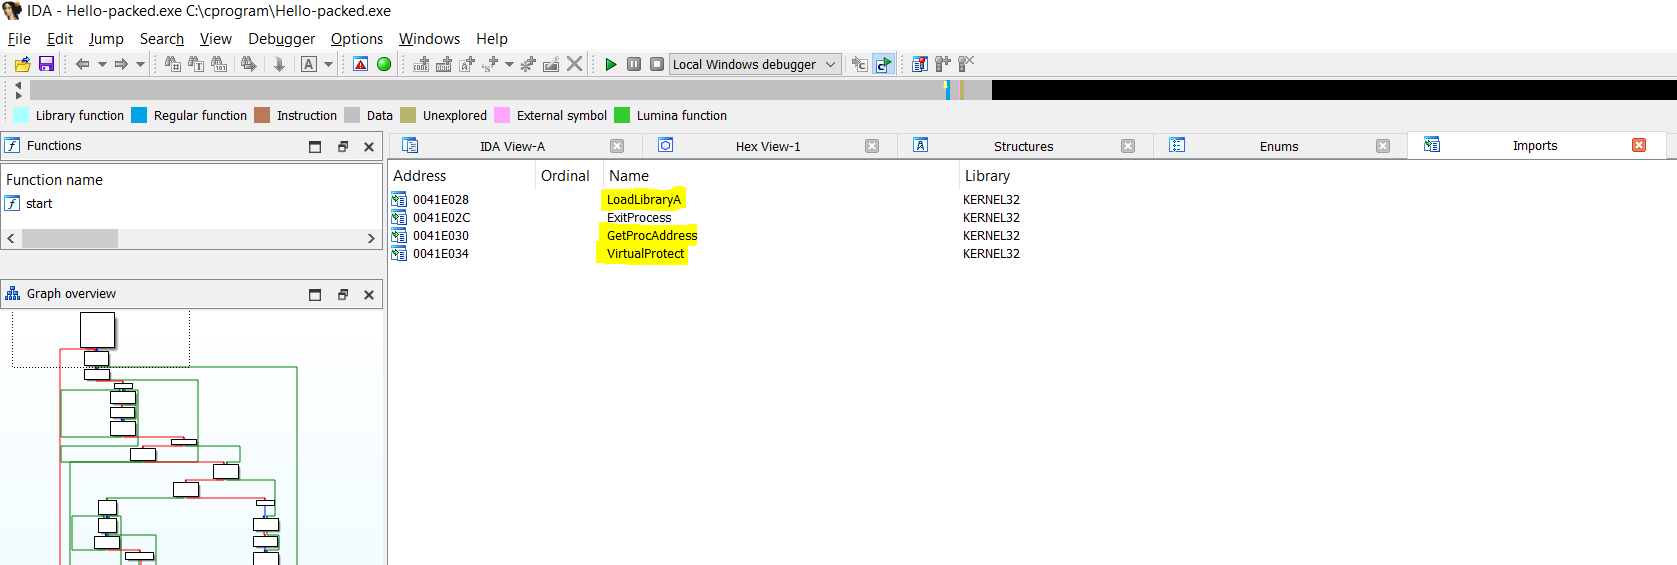 IDA - Hello-packed.exe C:\cprogram\Hello-packed.exe
File Edit Jump Search View Debugger Options Windows Help
Local Windows debugger
Library function Regular function Instruction Data Unexplored External symbol Lumina function
Functions
IDA View-A Hex View-1 Structures Enums Imports
Function name
start
Address Ordinal Name Library
0041E028 LoadLibraryA KERNEL32
0041E02C ExitProcess KERNEL32
0041E030 GetProcAddress KERNEL32
0041E034 VirtualProtect KERNEL32
Graph overview